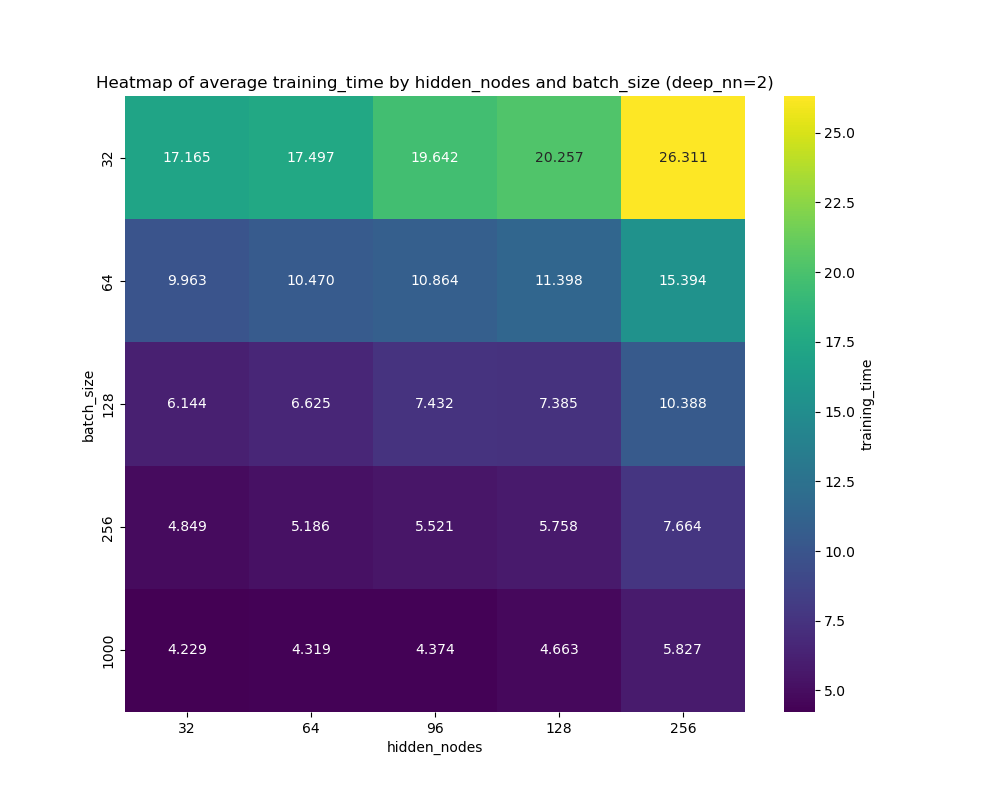 Heatmap of average training_time by hidden_nodes and batch_size (deep_nn=2)
32 17.165 17.497 19.642 20.257 26.311
64 9.963 10.470 10.864 11.398 15.394
128 6.144 6.625 7.432 7.385 10.388
256 4.849 5.186 5.521 5.758 7.664
1000 4.229 4.319 4.374 4.663 5.827
32 64 96 128 256
hidden_nodes
batch_size
25.0
22.5
20.0
17.5
15.0
12.5
10.0
7.5
5.0
training_time